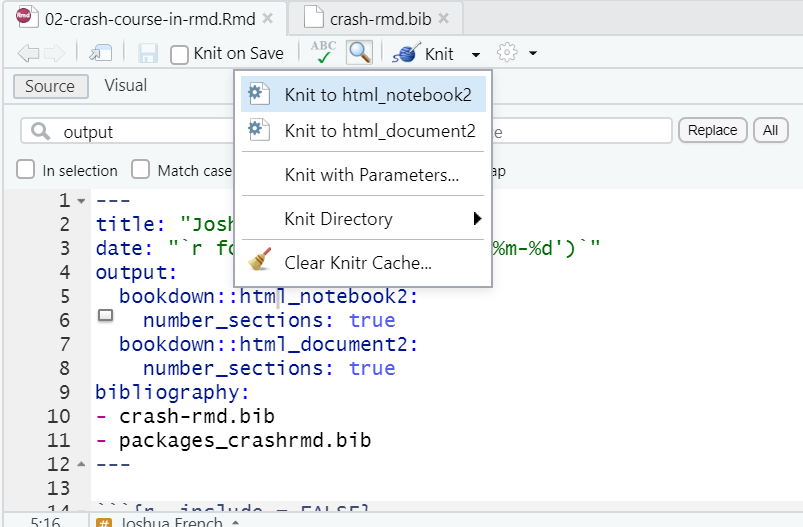 Rmd 02-crash-course-in-rmd.Rmd × crash-rmd.bib ×
Knit on Save ABC Knit
Source Visual
Knit to html_notebook2
output Knit to html_document2 Replace All
In selection Match case Knit with Parameters...
Knit Directory
Clear Knitr Cache...
1 ---
2 title: "Josh
3 date: "`r fo %m-%d')`"
4 output:
5 bookdown::html_notebook2:
6 number_sections: true
7 bookdown::html_document2:
8 number_sections: true
9 bibliography:
10 - crash-rmd.bib
11 - packages_crashrmd.bib
12 ---
13
14 ```{r, include = FALSE}
5:16 # Joshua French